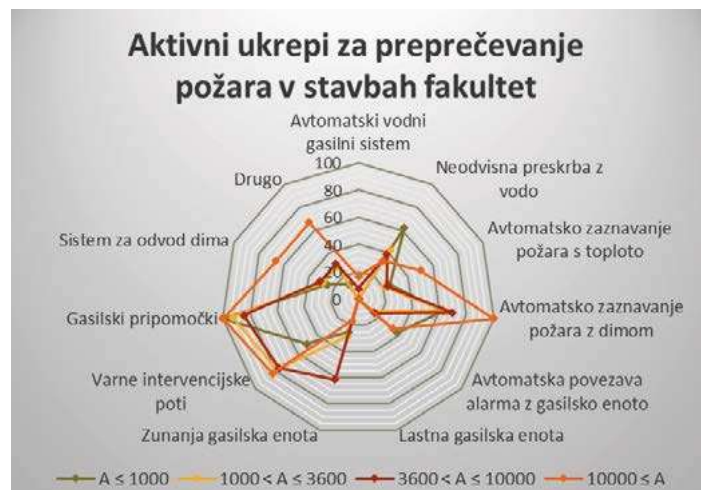 Aktivni ukrepi za preprečevanje
požara v stavbah fakultet
Avtomatski vodni
gasilni sistem
Neodvisna preskrba z
vodo
Avtomatsko zaznavanje
požara s toploto
Avtomatsko zaznavanje
požara z dimom
Avtomatska povezava
alarma z gasilsko enoto
Lastna gasilska enota
Zunanja gasilska enota
Varne intervencijske
poti
Gasilski pripomočki
Sistem za odvod dima
Drugo
100
80
60
40
20
0
A ≤ 1000
1000 < A ≤ 3600
3600 < A ≤ 10000
10000 ≤ A